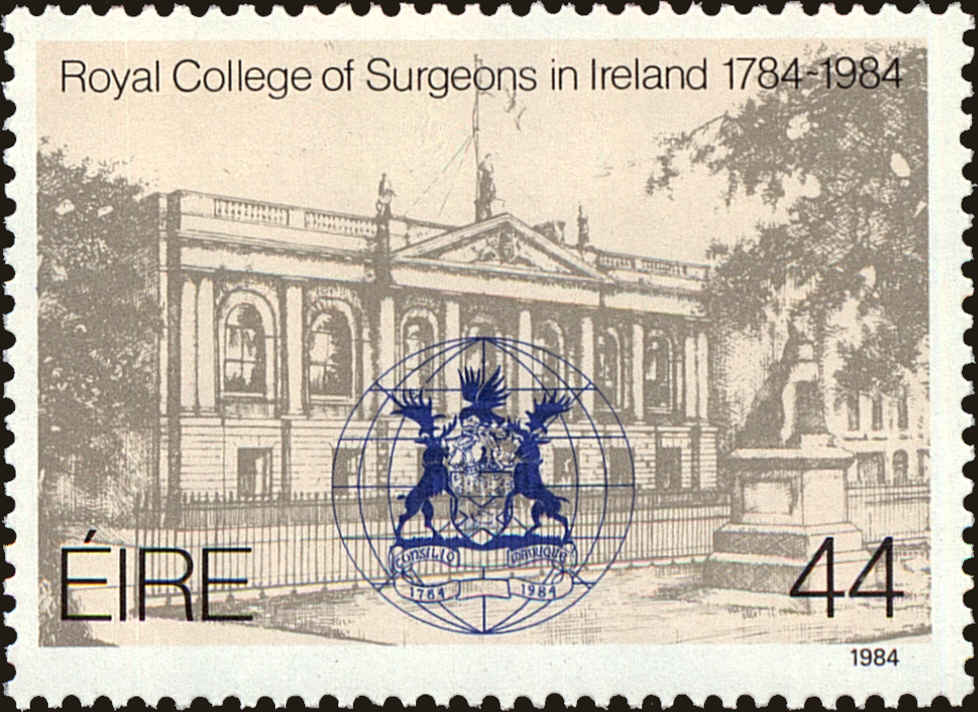 Royal College of Surgeons in Ireland 1784-1984
CONSILIO MANUQUE
1784 1984
ÉIRE 44
1984